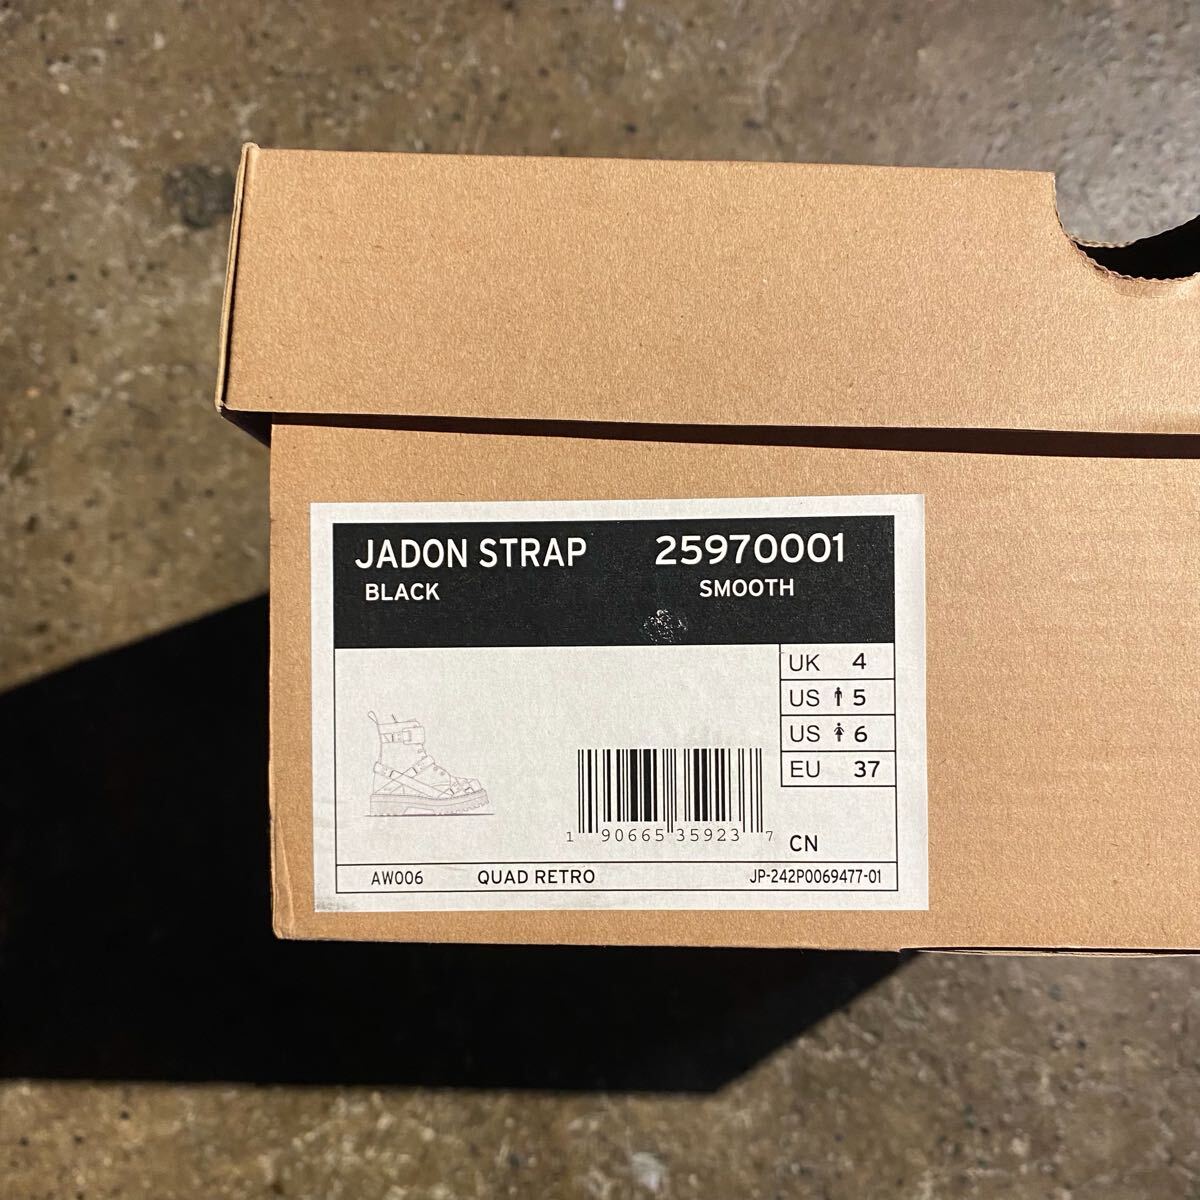 JADON STRAP 25970001
BLACK SMOOTH
UK 4
US 5
US 6
EU 37
1 90665 35923 7
CN
AW006 QUAD RETRO JP-242P0069477-01